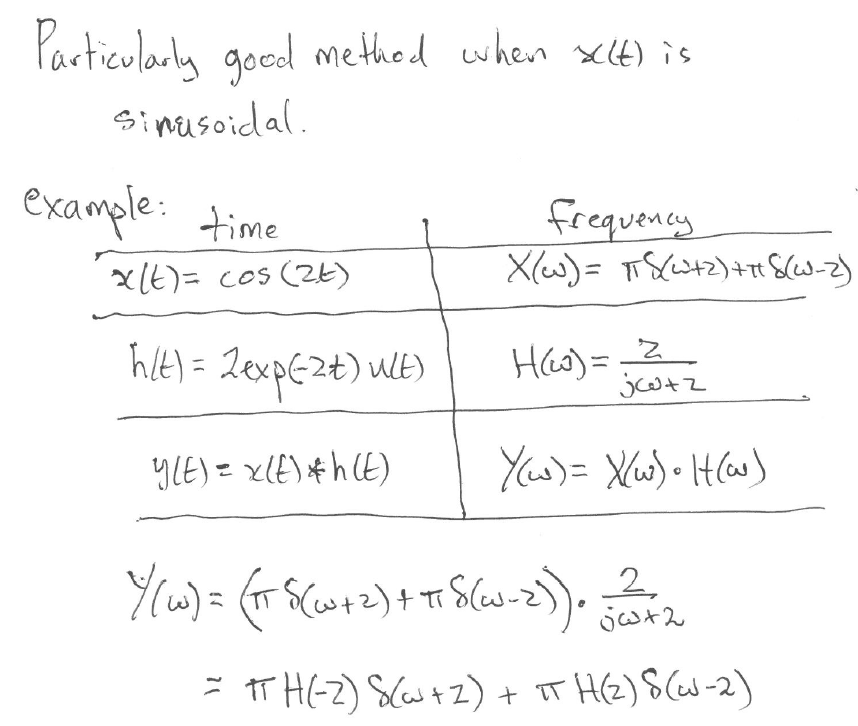 Particularly good method when x(t) is
sinusoidal.
example:
time
frequency
x(t) = cos(2t)
X(ω) = πδ(ω+2)+πδ(ω-2)
h(t) = 2exp(-2t) u(t)
H(ω) = 2/(jω+2)
y(t) = x(t) * h(t)
Y(ω) = X(ω) • H(ω)
Y(ω) = (πδ(ω+2) + πδ(ω-2)) • 2/(jω+2)
= πH(-2) δ(ω+2) + πH(2) δ(ω-2)